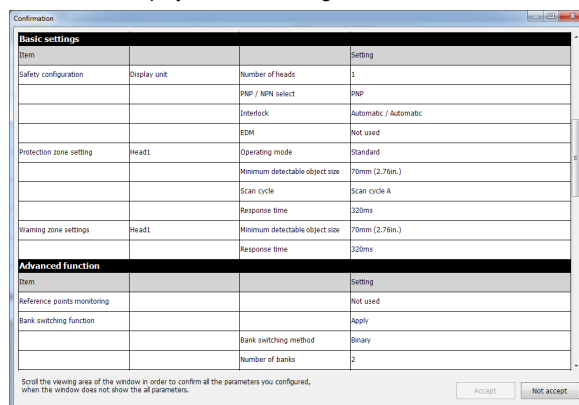 Confirmation
Basic settings
Item Setting
Safety configuration Display unit Number of heads 1
PNP / NPN select PNP
Interlock Automatic / Automatic
EDM Not used
Protection zone setting Head1 Operating mode Standard
Minimum detectable object size 70mm (2.76in.)
Scan cycle Scan cycle A
Response time 320ms
Warning zone settings Head1 Minimum detectable object size 70mm (2.76in.)
Response time 320ms
Advanced function
Item Setting
Reference points monitoring Not used
Bank switching function Apply
Bank switching method Binary
Number of banks 2
Scroll the viewing area of the window in order to confirm all the parameters you configured,
when the window does not show the all parameters.
Accept Not accept